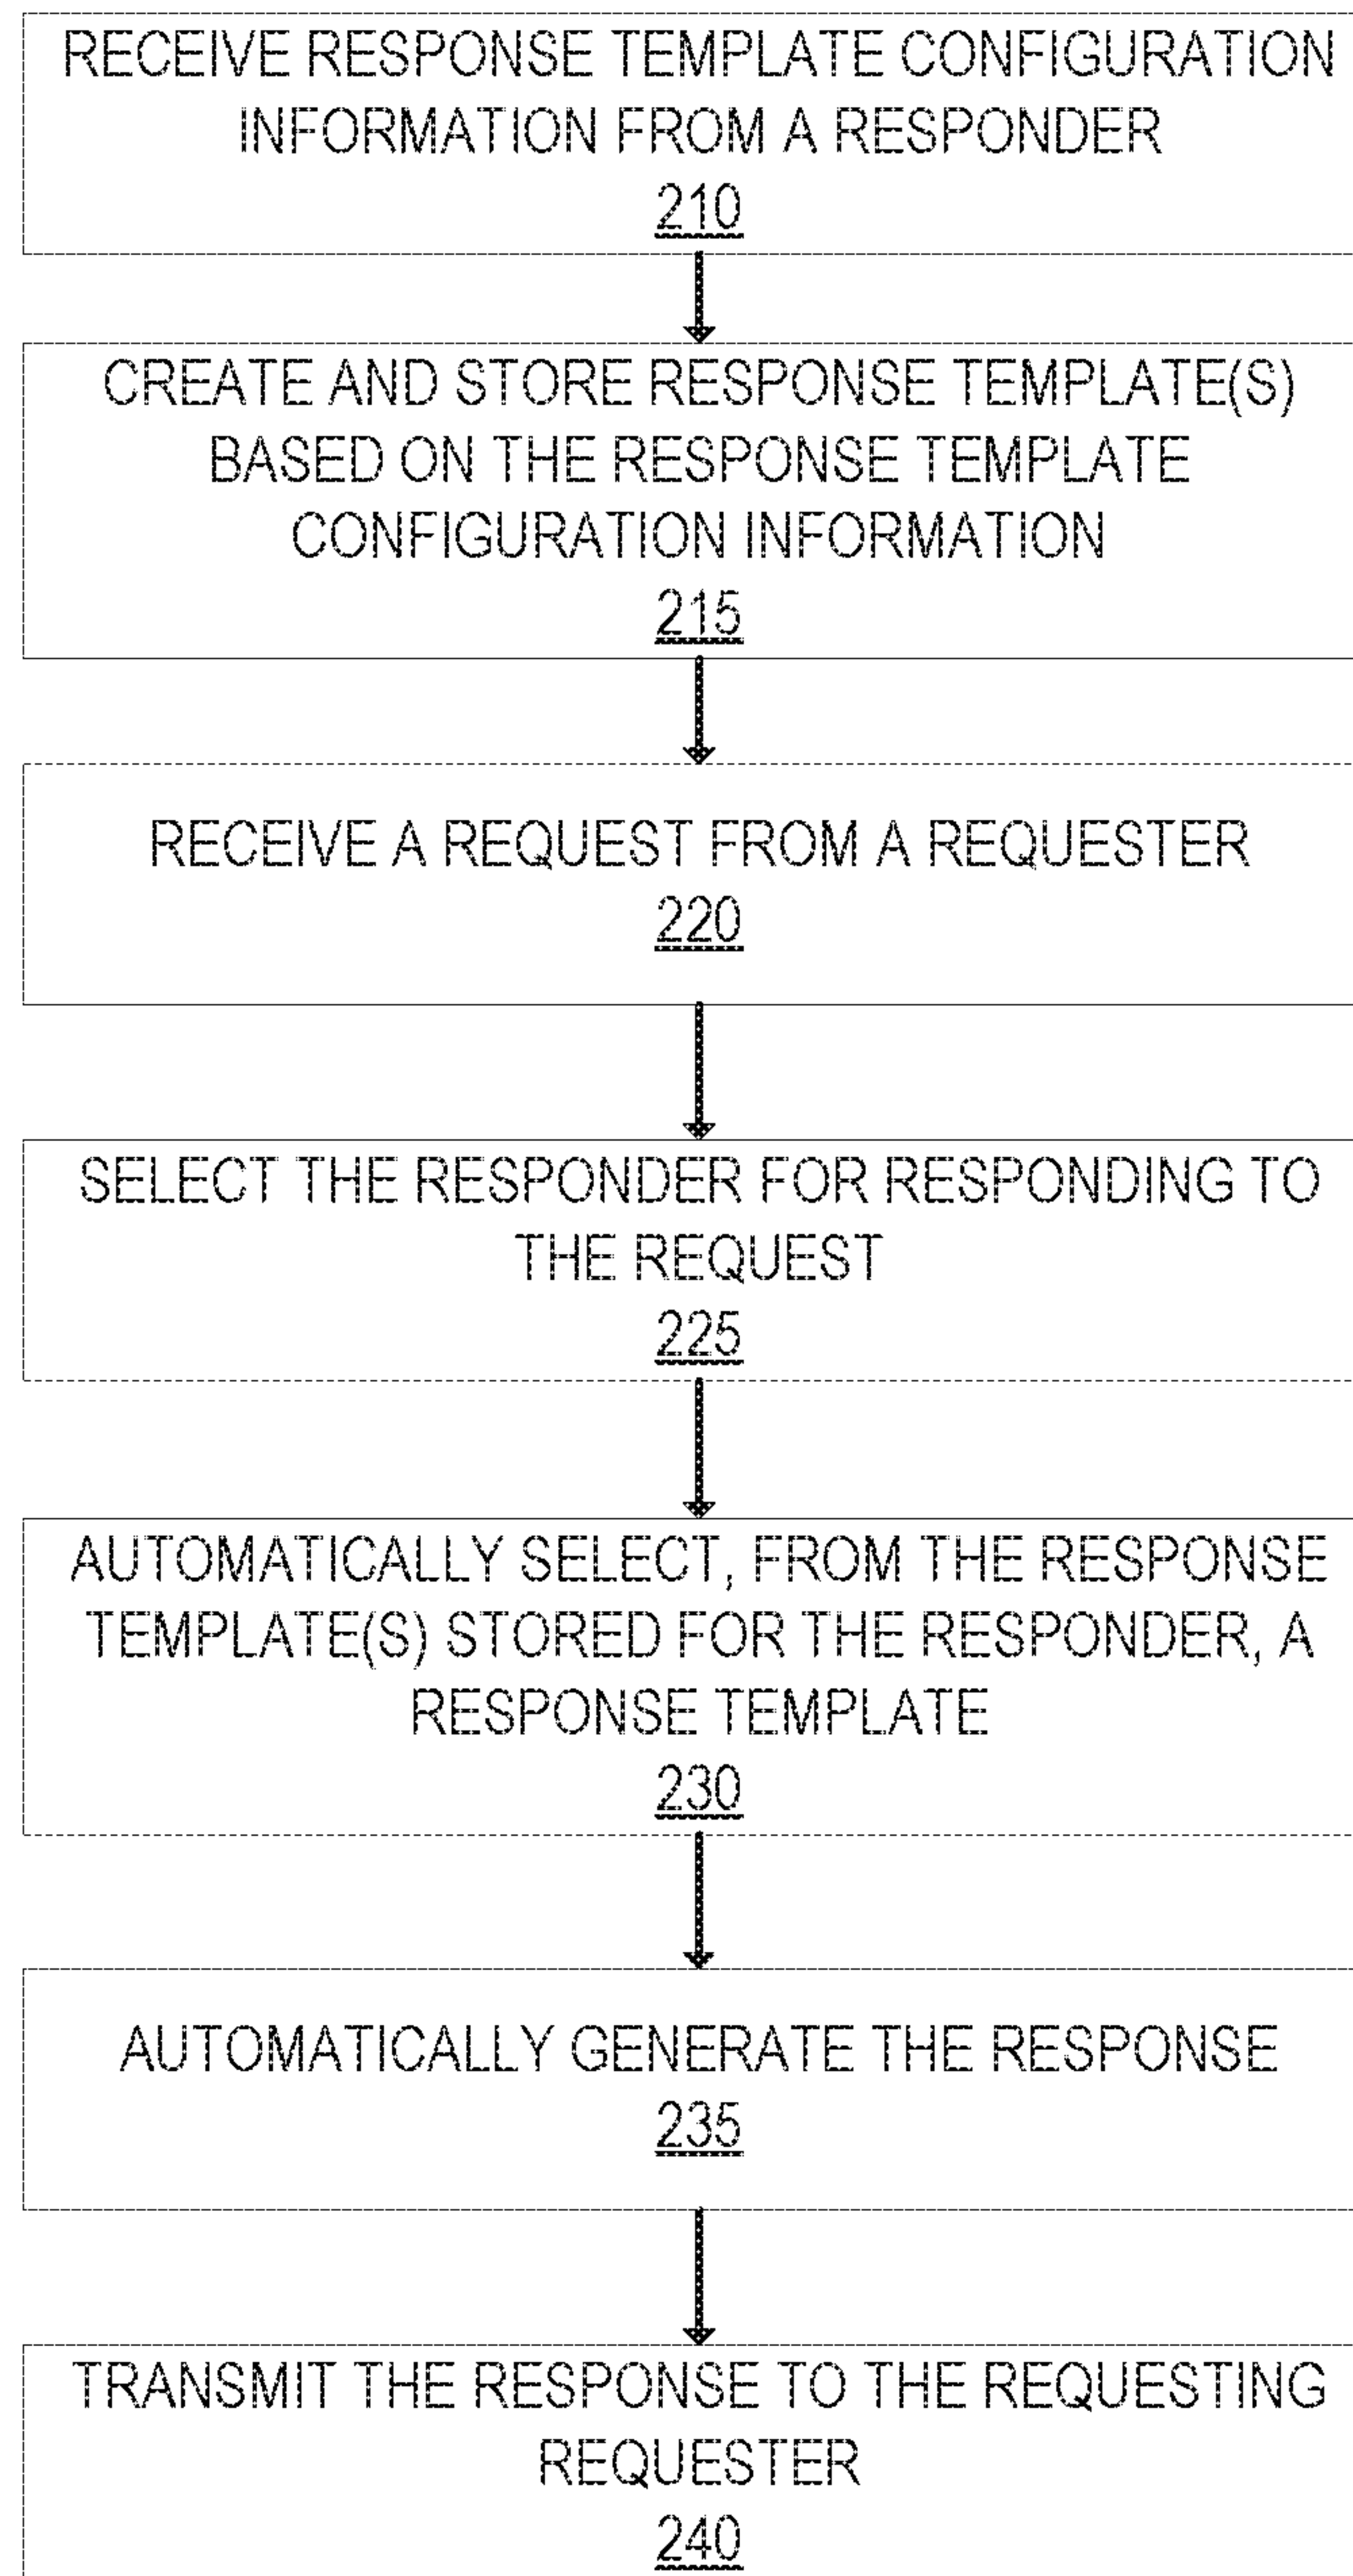 RECEIVE RESPONSE TEMPLATE CONFIGURATION
INFORMATION FROM A RESPONDER
210
CREATE AND STORE RESPONSE TEMPLATE(S)
BASED ON THE RESPONSE TEMPLATE
CONFIGURATION INFORMATION
215
RECEIVE A REQUEST FROM A REQUESTER
220
SELECT THE RESPONDER FOR RESPONDING TO
THE REQUEST
225
AUTOMATICALLY SELECT, FROM THE RESPONSE
TEMPLATE(S) STORED FOR THE RESPONDER, A
RESPONSE TEMPLATE
230
AUTOMATICALLY GENERATE THE RESPONSE
235
TRANSMIT THE RESPONSE TO THE REQUESTING
REQUESTER
240